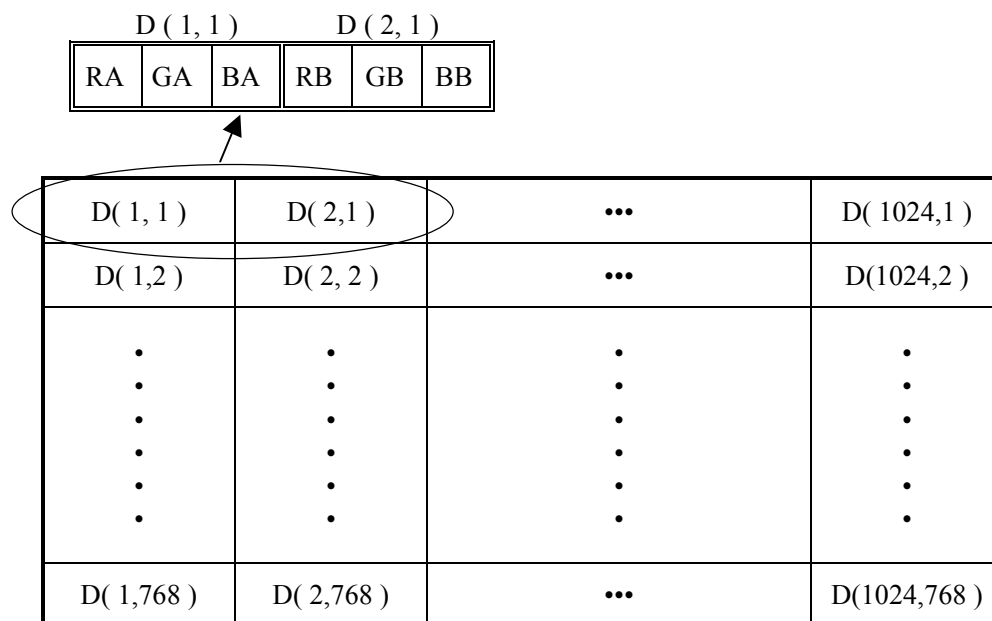 D ( 1, 1 ) D ( 2, 1 )
RA GA BA RB GB BB
D( 1, 1 ) D( 2,1 ) ••• D( 1024,1 )
D( 1,2 ) D( 2, 2 ) ••• D(1024,2 )
D( 1,768 ) D( 2,768 ) ••• D(1024,768 )